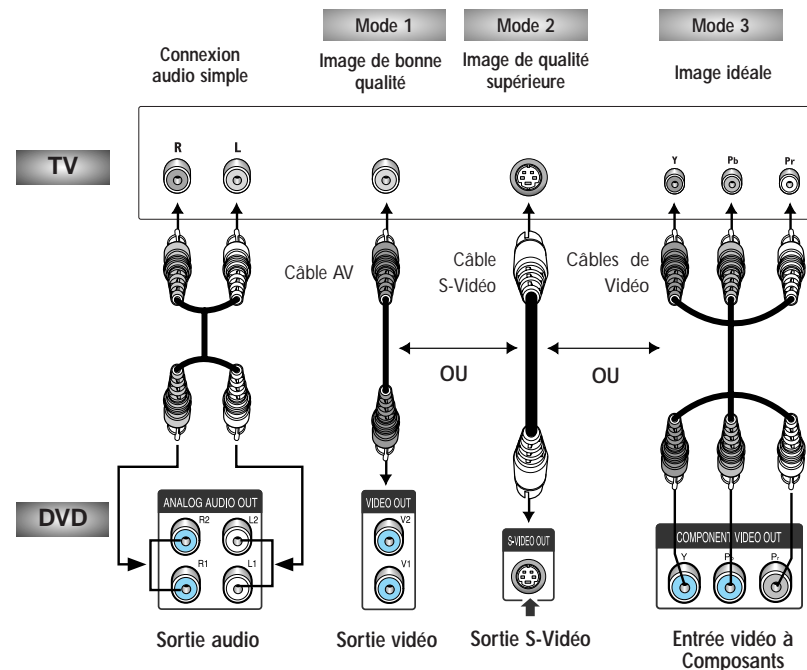 Mode 1
Mode 2
Mode 3
Connexion
audio simple
Image de bonne
qualité
Image de qualité
supérieure
Image idéale
TV
R
L
Y
Pb
Pr
Câble AV
Câble
S-Vidéo
Câbles de
Vidéo
OU
OU
DVD
ANALOG AUDIO OUT
R2
L2
R1
L1
VIDEO OUT
V2
V1
S-VIDEO OUT
COMPONENT VIDEO OUT
Y
Pb
Pr
Sortie audio
Sortie vidéo
Sortie S-Vidéo
Entrée vidéo à
Composants